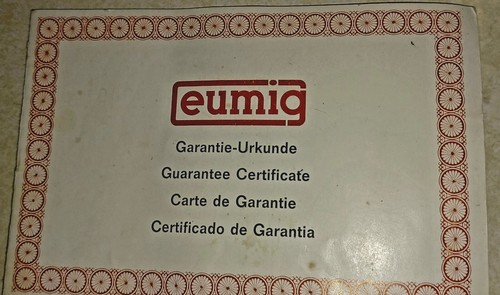 eumig
Garantie-Urkunde
Guarantee Certificate
Carte de Garantie
Certificado de Garantia